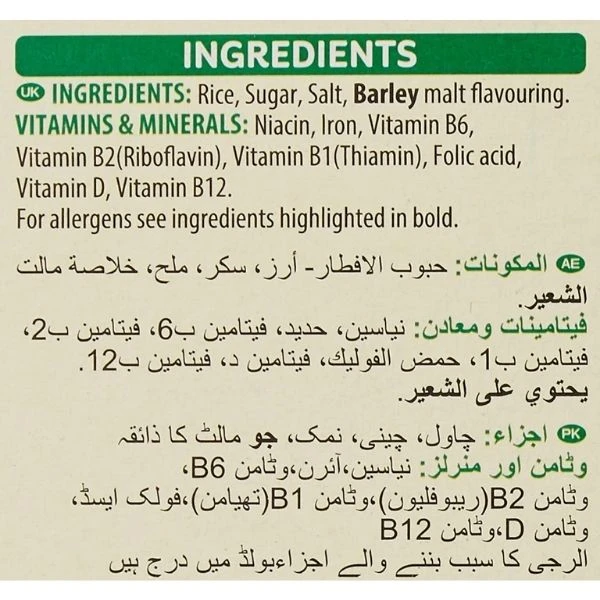 INGREDIENTS
UK INGREDIENTS: Rice, Sugar, Salt, Barley malt flavouring.
VITAMINS & MINERALS: Niacin, Iron, Vitamin B6,
Vitamin B2(Riboflavin), Vitamin B1(Thiamin), Folic acid,
Vitamin D, Vitamin B12.
For allergens see ingredients highlighted in bold.
AE المكونات: حبوب الافطار- أرز، سكر، ملح، خلاصة مالت
الشعير.
فيتامينات ومعادن: نياسين، حديد، فيتامين ب6، فيتامين ب2،
فيتامين ب1، حمض الفوليك، فيتامين د، فيتامين ب12.
يحتوي على الشعير.
PK اجزاء: چاول، چینی، نمک، جو مالٹ کا ذائقہ
وٹامن اور منرلز: نیاسین،آئرن،وٹامن B6،
وٹامن B2(ریبوفلیون)،وٹامن B1(تھیامن)،فولک ایسڈ،
وٹامن D،وٹامن B12
الرجی کا سبب بننے والے اجزاءبولڈ میں درج ہیں